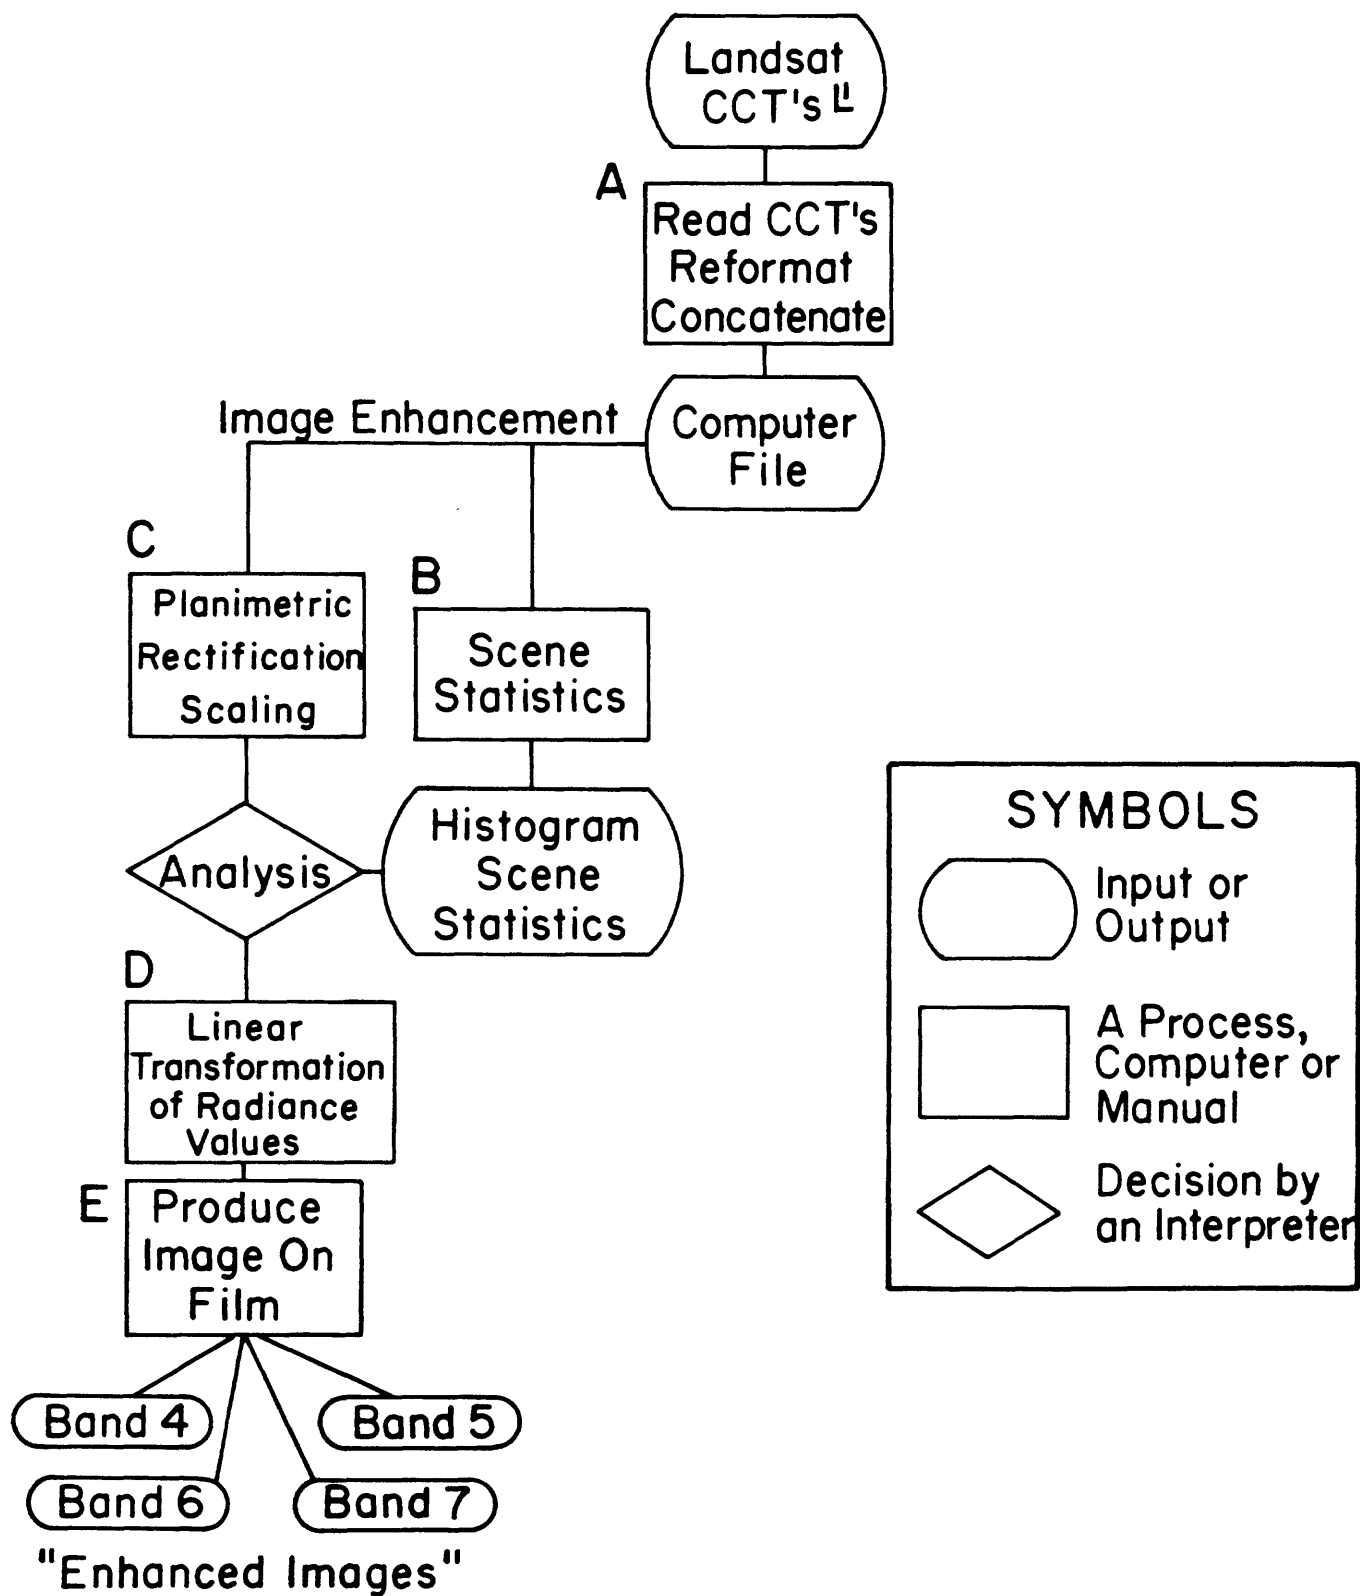 Landsat
CCT's 1/
A
Read CCT's
Reformat
Concatenate
Image Enhancement
Computer
File
C
Planimetric
Rectification
Scaling
B
Scene
Statistics
Analysis
Histogram
Scene
Statistics
D
Linear
Transformation
of Radiance
Values
E
Produce
Image On
Film
Band 4
Band 5
Band 6
Band 7
"Enhanced Images"
SYMBOLS
Input or
Output
A Process,
Computer or
Manual
Decision by
an Interpreter